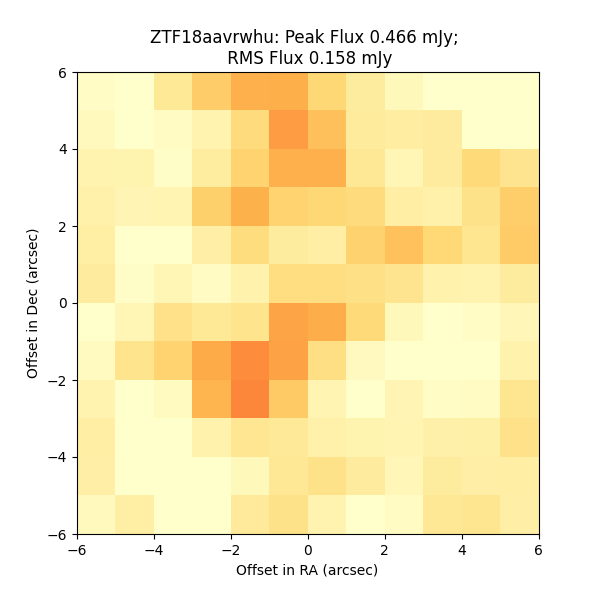 ZTF18aavrwhu: Peak Flux 0.466 mJy;
RMS Flux 0.158 mJy
6
4
2
0
−2
−4
−6
Offset in Dec (arcsec)
−6 −4 −2 0 2 4 6
Offset in RA (arcsec)